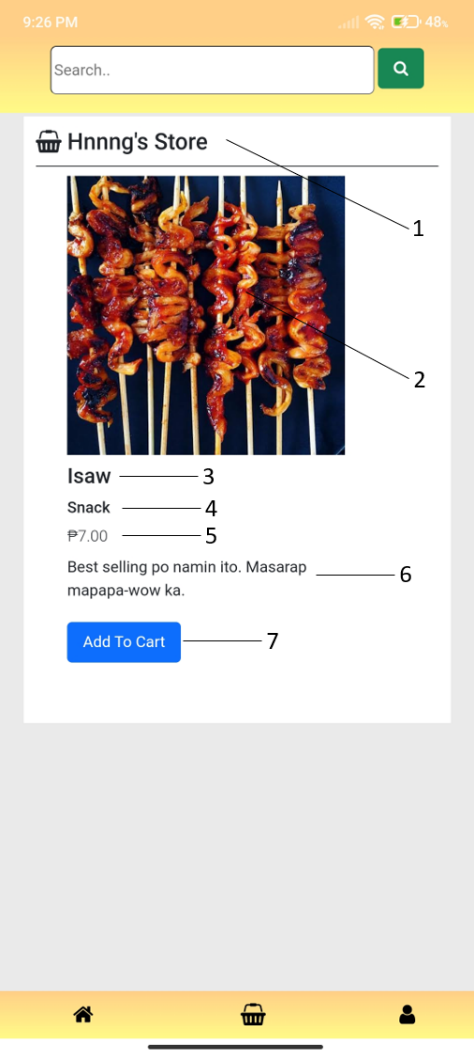 9:26 PM 48%
Search..
Hnnng's Store
1
2
Isaw 3
Snack 4
₱7.00 5
Best selling po namin ito. Masarap
mapapa-wow ka. 6
Add To Cart 7